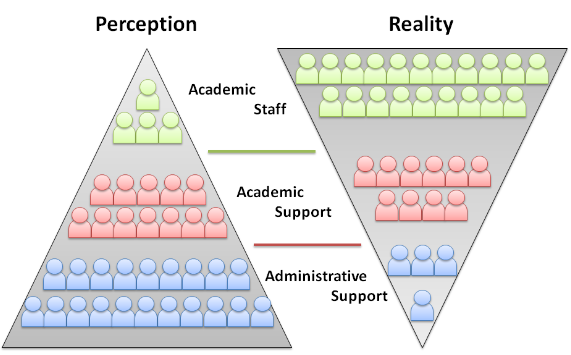 Perception
Reality
Academic
Staff
Academic
Support
Administrative
Support